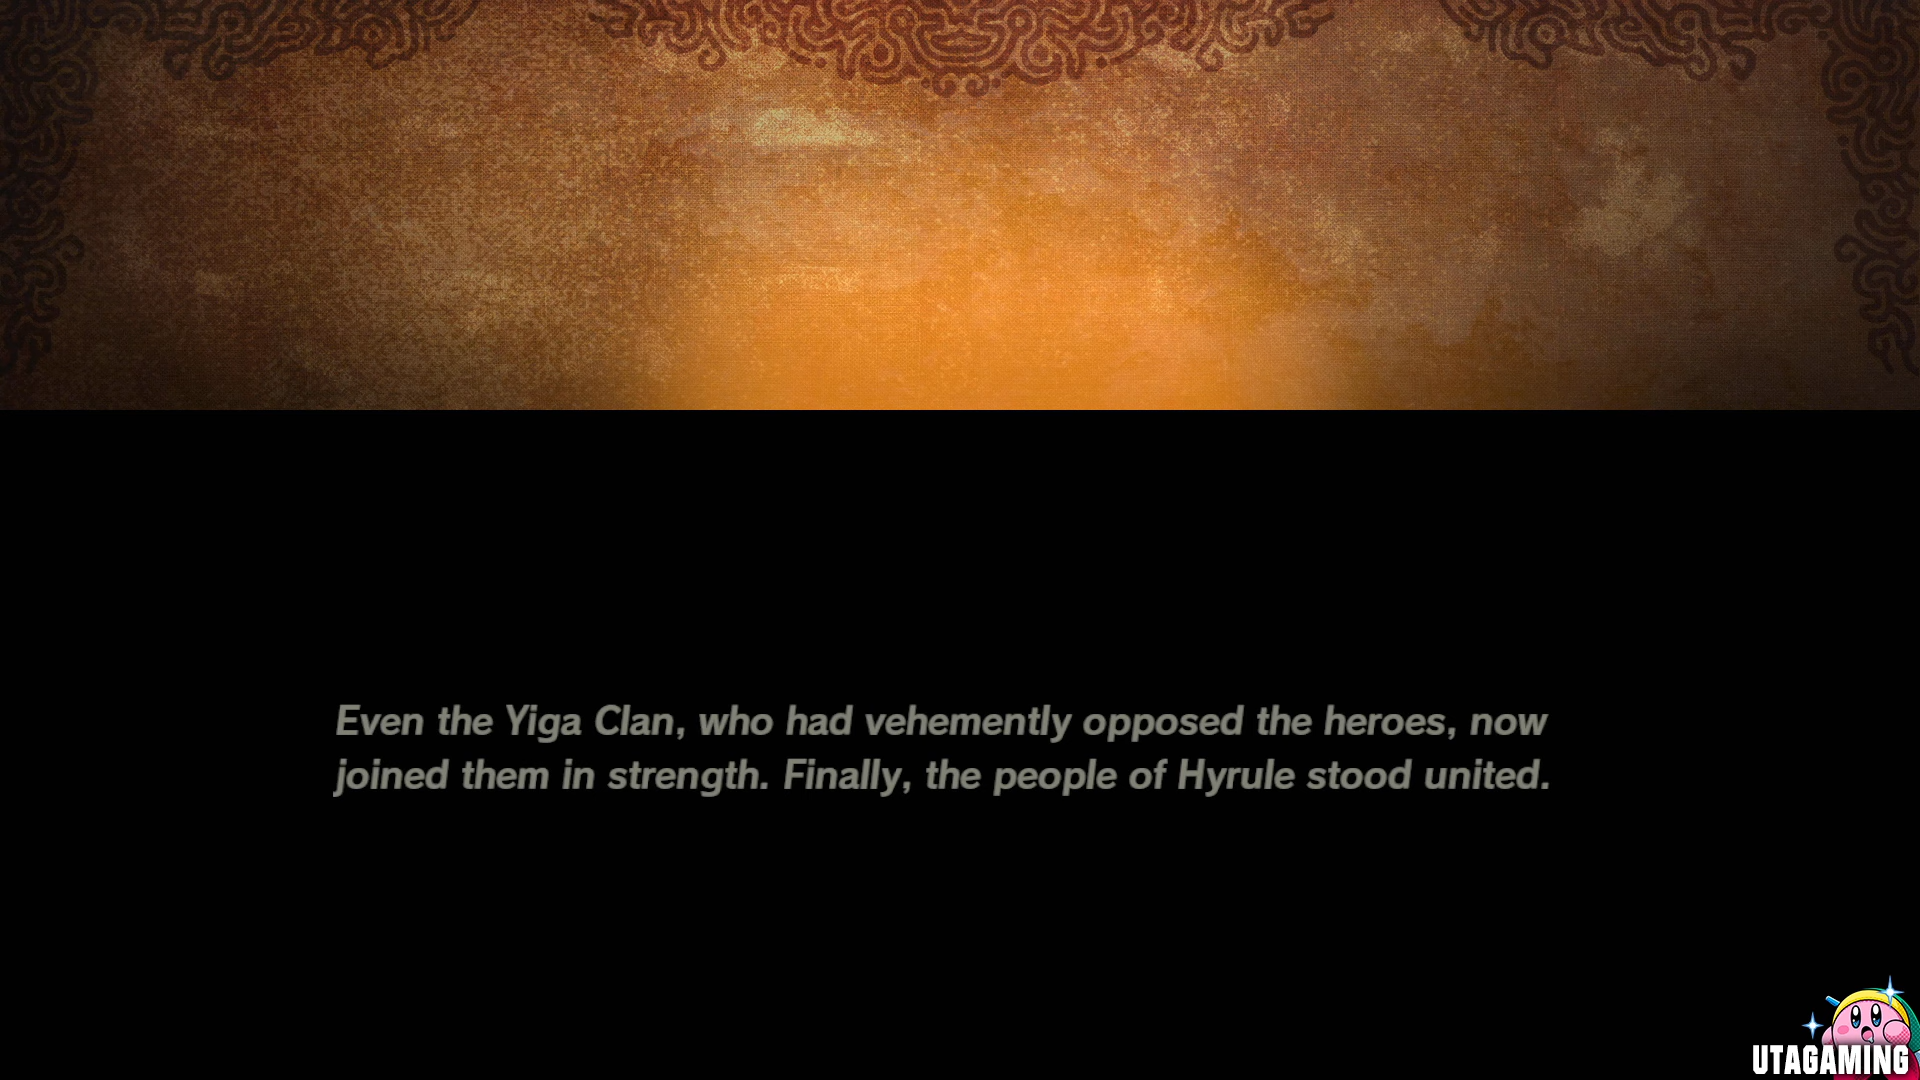 Even the Yiga Clan, who had vehemently opposed the heroes, now
joined them in strength. Finally, the people of Hyrule stood united.
UTAGAMING